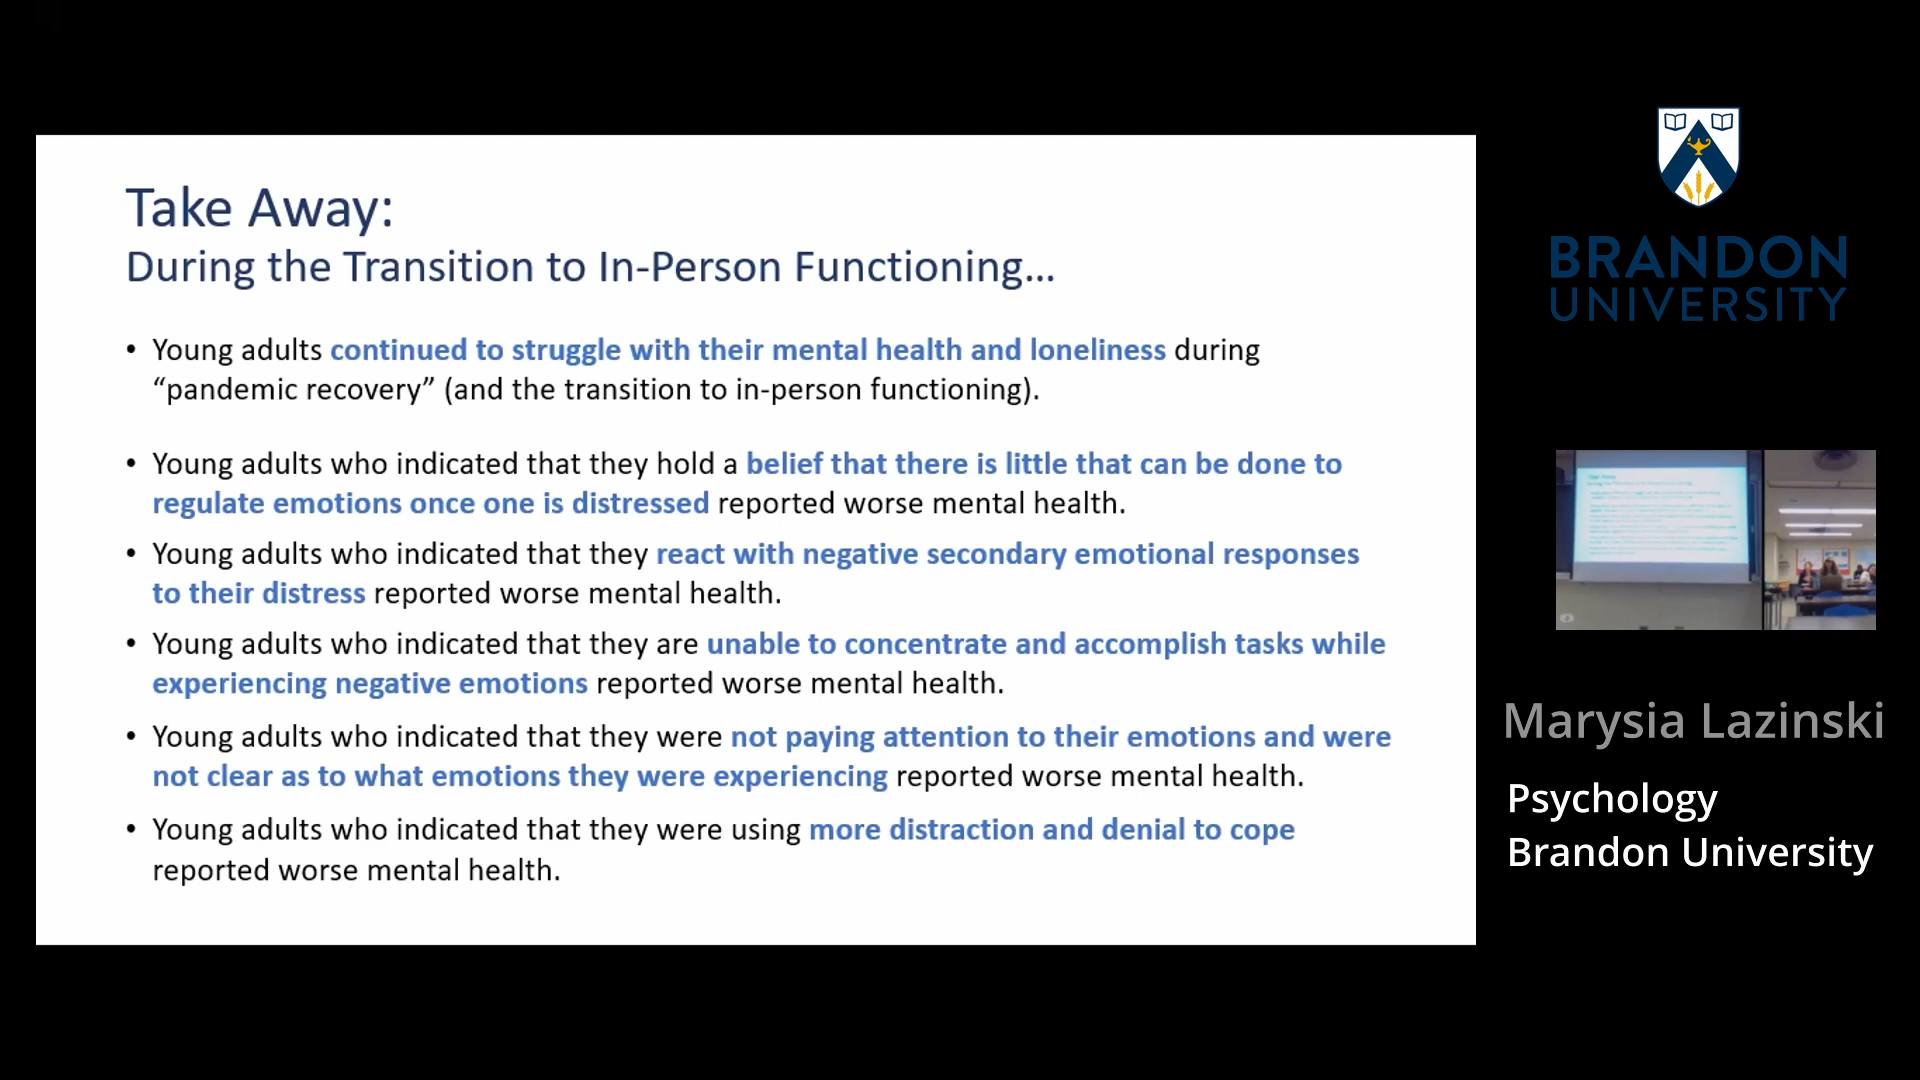 Take Away:
During the Transition to In-Person Functioning...
• Young adults continued to struggle with their mental health and loneliness during
“pandemic recovery” (and the transition to in-person functioning).
• Young adults who indicated that they hold a belief that there is little that can be done to
regulate emotions once one is distressed reported worse mental health.
• Young adults who indicated that they react with negative secondary emotional responses
to their distress reported worse mental health.
• Young adults who indicated that they are unable to concentrate and accomplish tasks while
experiencing negative emotions reported worse mental health.
• Young adults who indicated that they were not paying attention to their emotions and were
not clear as to what emotions they were experiencing reported worse mental health.
• Young adults who indicated that they were using more distraction and denial to cope
reported worse mental health.
BRANDON
UNIVERSITY
Marysia Lazinski
Psychology
Brandon University